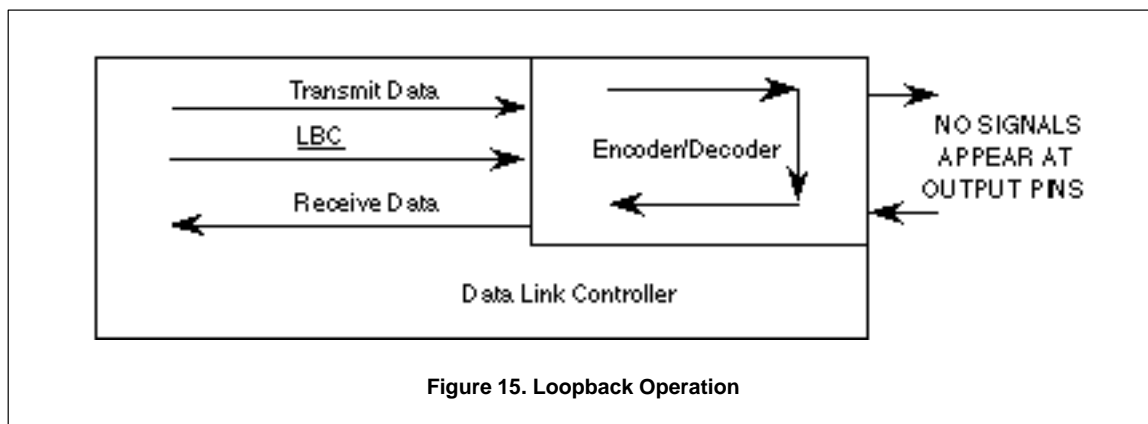 Transmit Data
LBC
Receive Data
Encoder/Decoder
NO SIGNALS
APPEAR AT
OUTPUT PINS
Data Link Controller
Figure 15. Loopback Operation